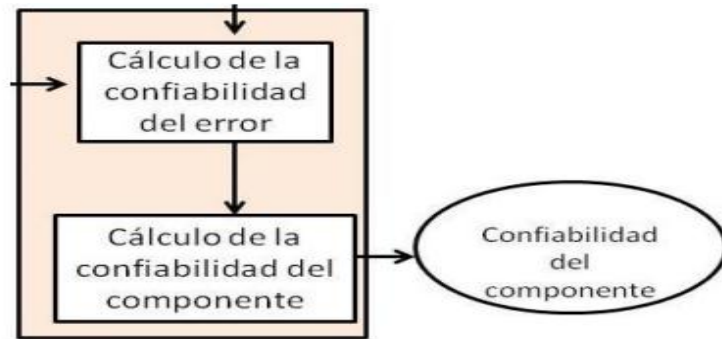 Cálculo de la
confiabilidad
del error
Cálculo de la
confiabilidad del
componente
Confiabilidad
del
componente